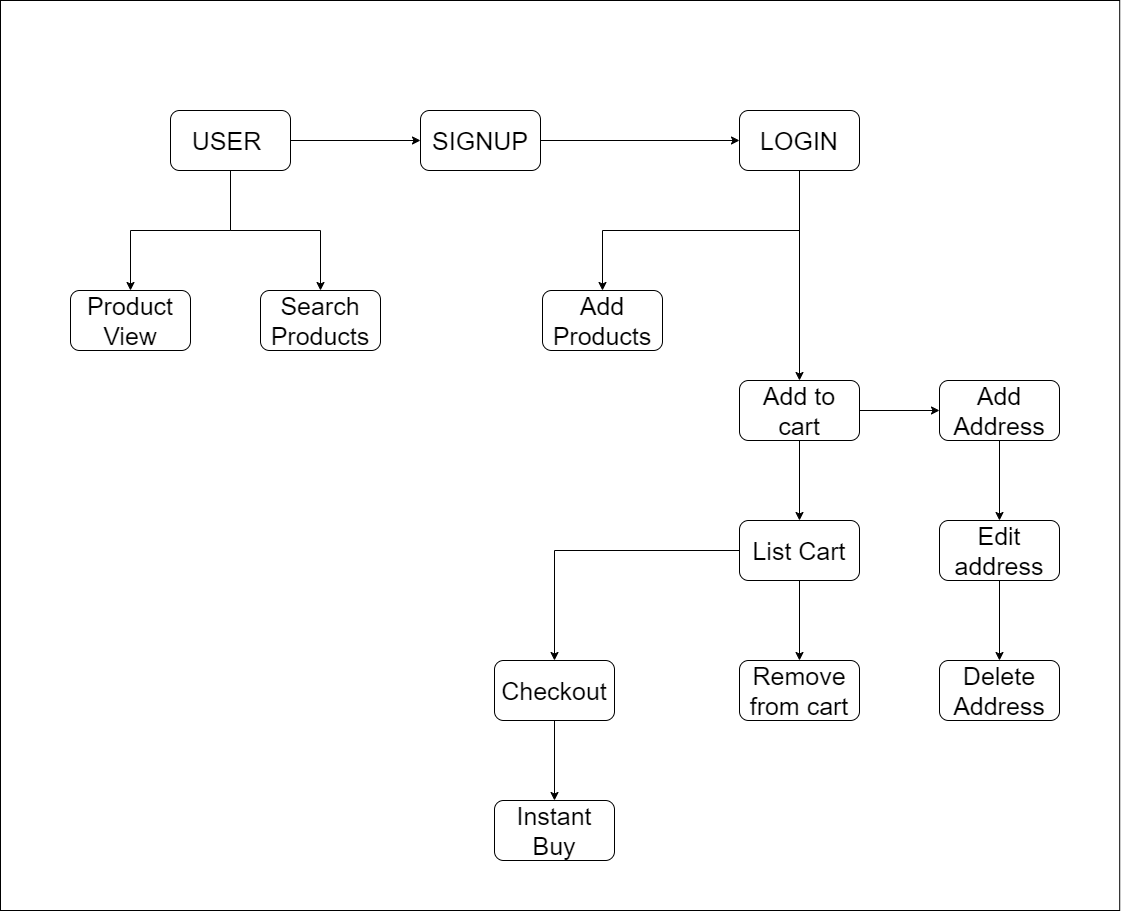 USER
SIGNUP
LOGIN
Product
View
Search
Products
Add
Products
Add to
cart
Add
Address
List Cart
Edit
address
Checkout
Remove
from cart
Delete
Address
Instant
Buy